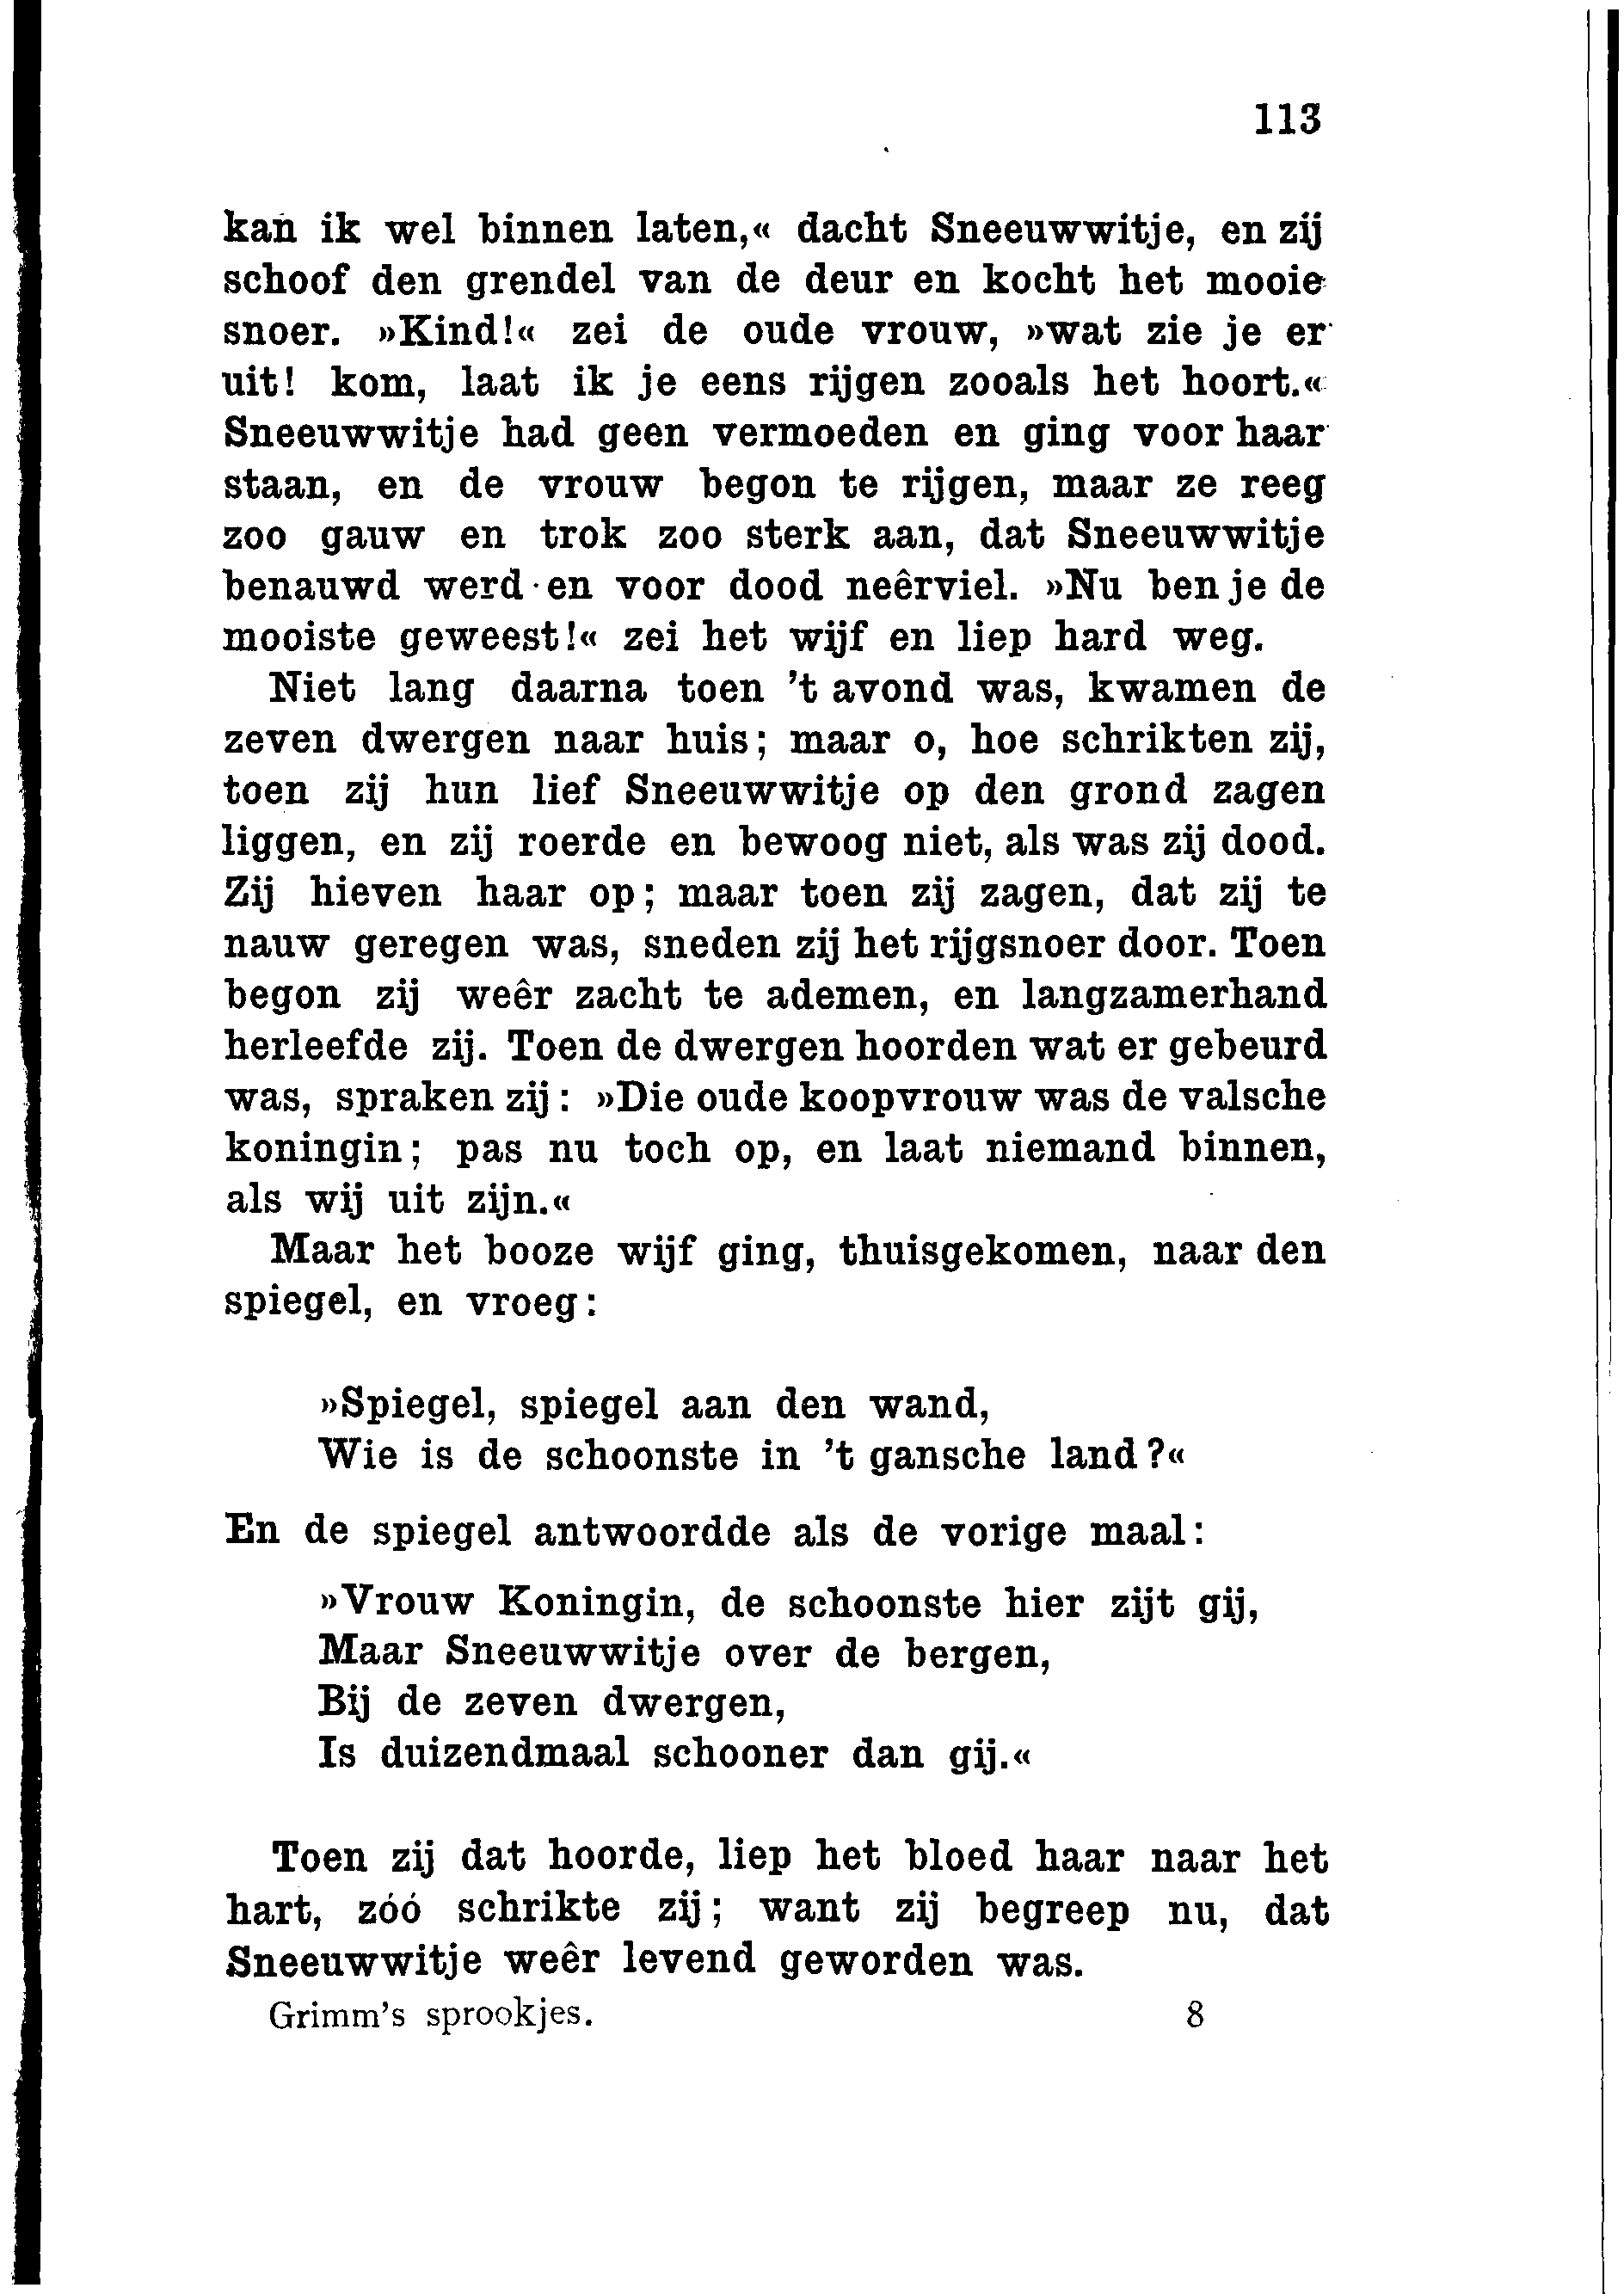 113
kan ik wel binnen laten,« dacht Sneeuwwitje, en zij
schoof den grendel van de deur en kocht het mooie
snoer. »Kind!« zei de oude vrouw, »wat zie je er
uit! kom, laat ik je eens rijgen zooals het hoort.«
Sneeuwwitje had geen vermoeden en ging voor haar
staan, en de vrouw begon te rijgen, maar ze reeg
zoo gauw en trok zoo sterk aan, dat Sneeuwwitje
benauwd werd en voor dood neêrviel. »Nu ben je de
mooiste geweest!« zei het wijf en liep hard weg.
Niet lang daarna toen 't avond was, kwamen de
zeven dwergen naar huis; maar o, hoe schrikten zij,
toen zij hun lief Sneeuwwitje op den grond zagen
liggen, en zij roerde en bewoog niet, als was zij dood.
Zij hieven haar op; maar toen zij zagen, dat zij te
nauw geregen was, sneden zij het rijgsnoer door. Toen
begon zij weêr zacht te ademen, en langzamerhand
herleefde zij. Toen de dwergen hoorden wat er gebeurd
was, spraken zij: »Die oude koopvrouw was de valsche
koningin; pas nu toch op, en laat niemand binnen,
als wij uit zijn.«
Maar het booze wijf ging, thuisgekomen, naar den
spiegel, en vroeg:
»Spiegel, spiegel aan den wand,
Wie is de schoonste in 't gansche land?«
En de spiegel antwoordde als de vorige maal:
»Vrouw Koningin, de schoonste hier zijt gij,
Maar Sneeuwwitje over de bergen,
Bij de zeven dwergen,
Is duizendmaal schooner dan gij.«
Toen zij dat hoorde, liep het bloed haar naar het
hart, zóó schrikte zij; want zij begreep nu, dat
Sneeuwwitje weêr levend geworden was.
Grimm's sprookjes. 8